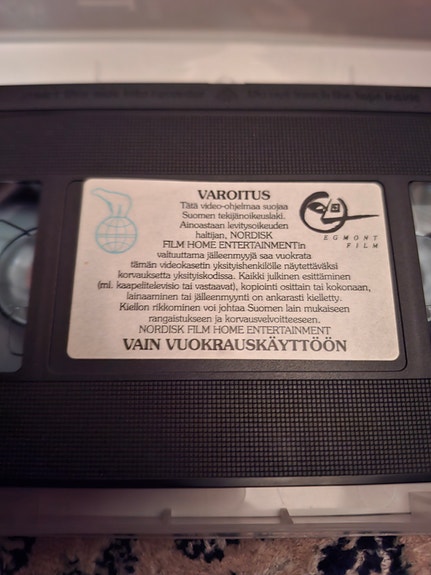 VAROITUS
Tätä video-ohjelmaa suojaa
Suomen tekijänoikeuslaki.
Ainoastaan levitysoikeuden
haltijan, NORDISK
FILM HOME ENTERTAINMENT'in
valtuuttama jälleenmyyjä saa vuokrata
tämän videokasetin yksityishenkilölle näytettäväksi
korvauksetta yksityiskodissa. Kaikki julkinen esittäminen
(ml. kaapelitelevisio tai vastaavat), kopiointi osittain tai kokonaan,
lainaaminen tai jälleenmyynti on ankarasti kielletty.
Kiellon rikkominen voi johtaa Suomen lain mukaiseen
rangaistukseen ja korvausvelvoitteeseen.
NORDISK FILM HOME ENTERTAINMENT
VAIN VUOKRAUSKÄYTTÖÖN
EGMONT
FILM